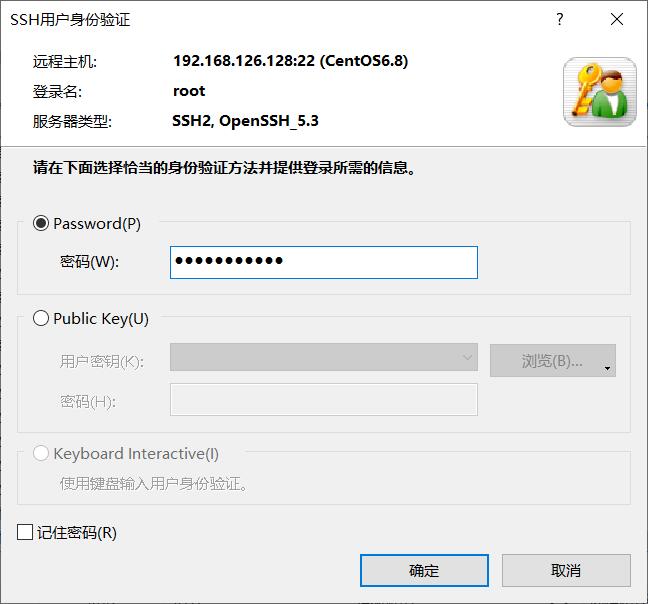 SSH用户身份验证
远程主机: 192.168.126.128:22 (CentOS6.8)
登录名: root
服务器类型: SSH2, OpenSSH_5.3
请在下面选择恰当的身份验证方法并提供登录所需的信息。
Password(P)
密码(W): ●●●●●●●●●●●
Public Key(U)
用户密钥(K): 浏览(B)...
密码(H):
Keyboard Interactive(I)
使用键盘输入用户身份验证。
记住密码(R)
确定 取消